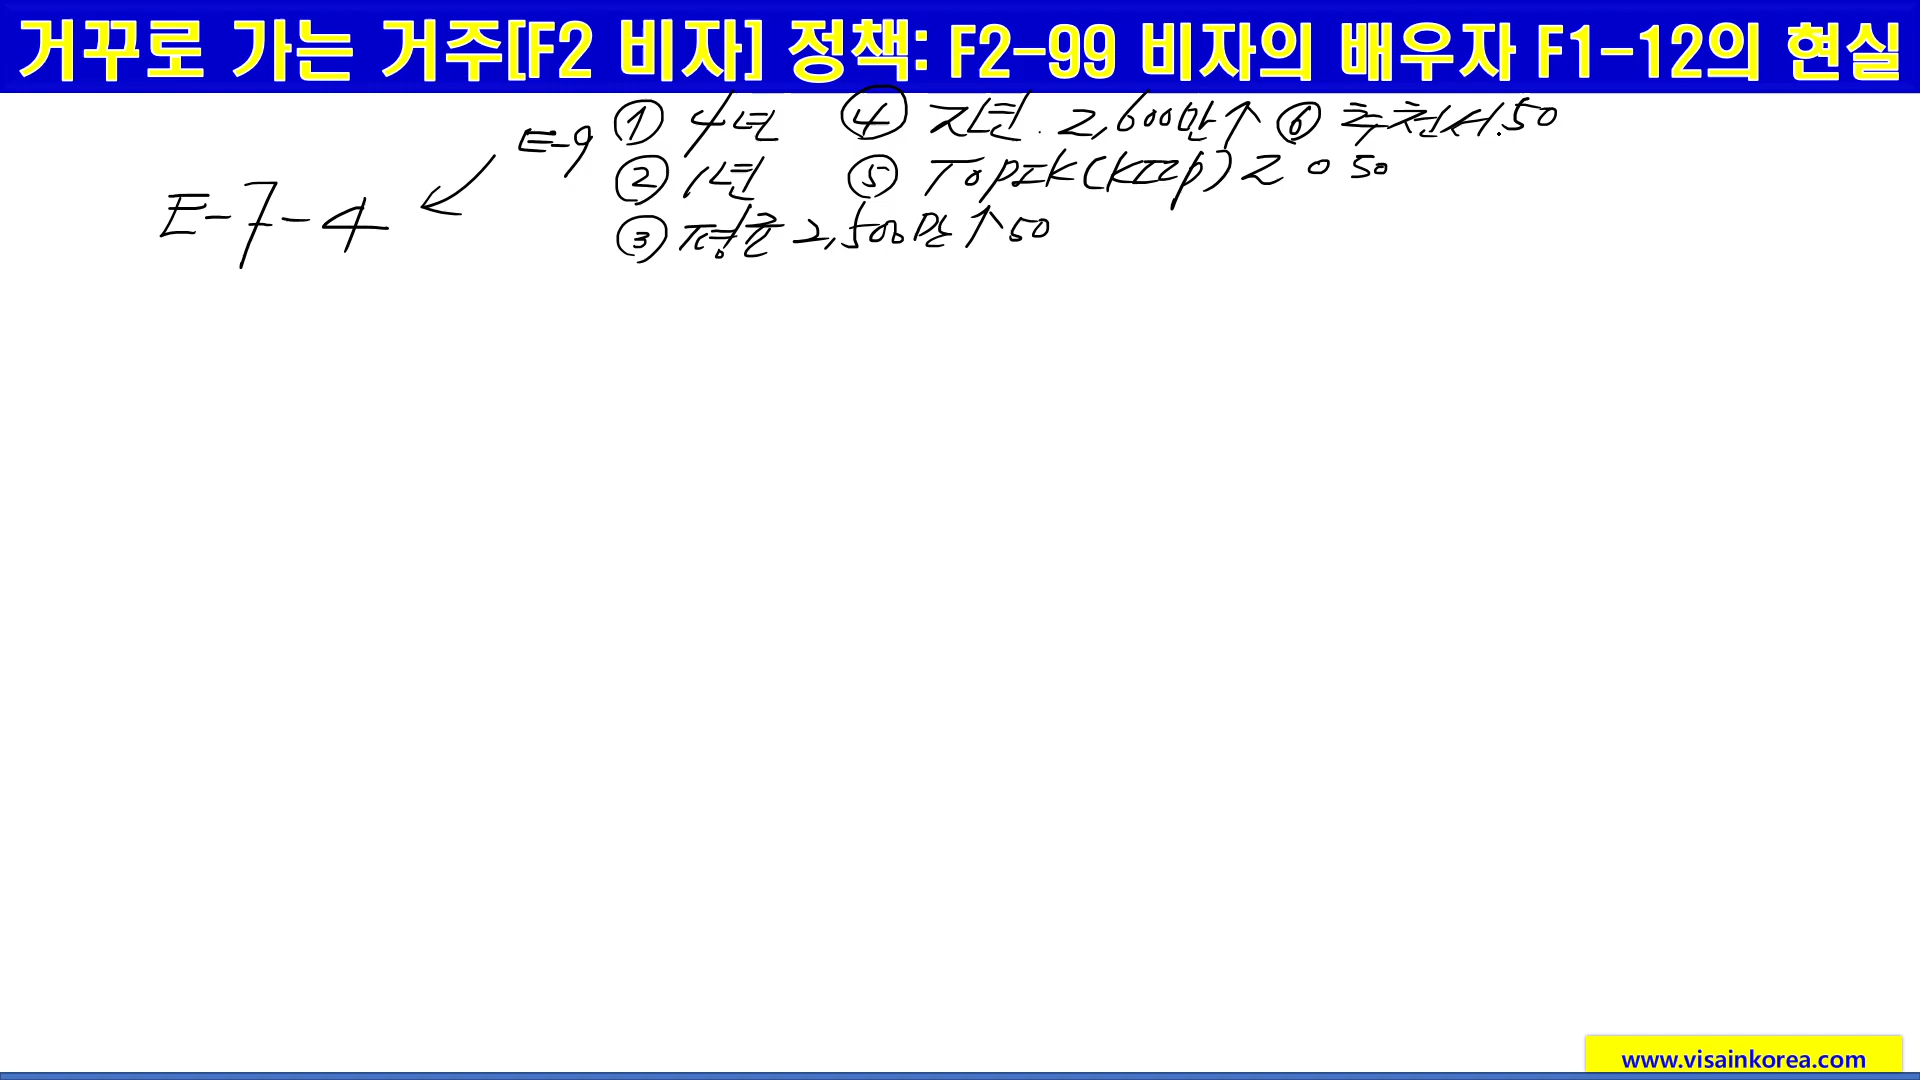 거꾸로 가는 거주[F2 비자] 정책: F2-99 비자의 배우자 F1-12의 현실
E-9 ① 4년 ④ 작년. 2,600만↑ ⑥ 추천서.50
② 1년 ⑤ TOPIK(KIIP) 2 0 50
③ 평균 2,500만↑ 50
E-7-4 ↙
www.visainkorea.com